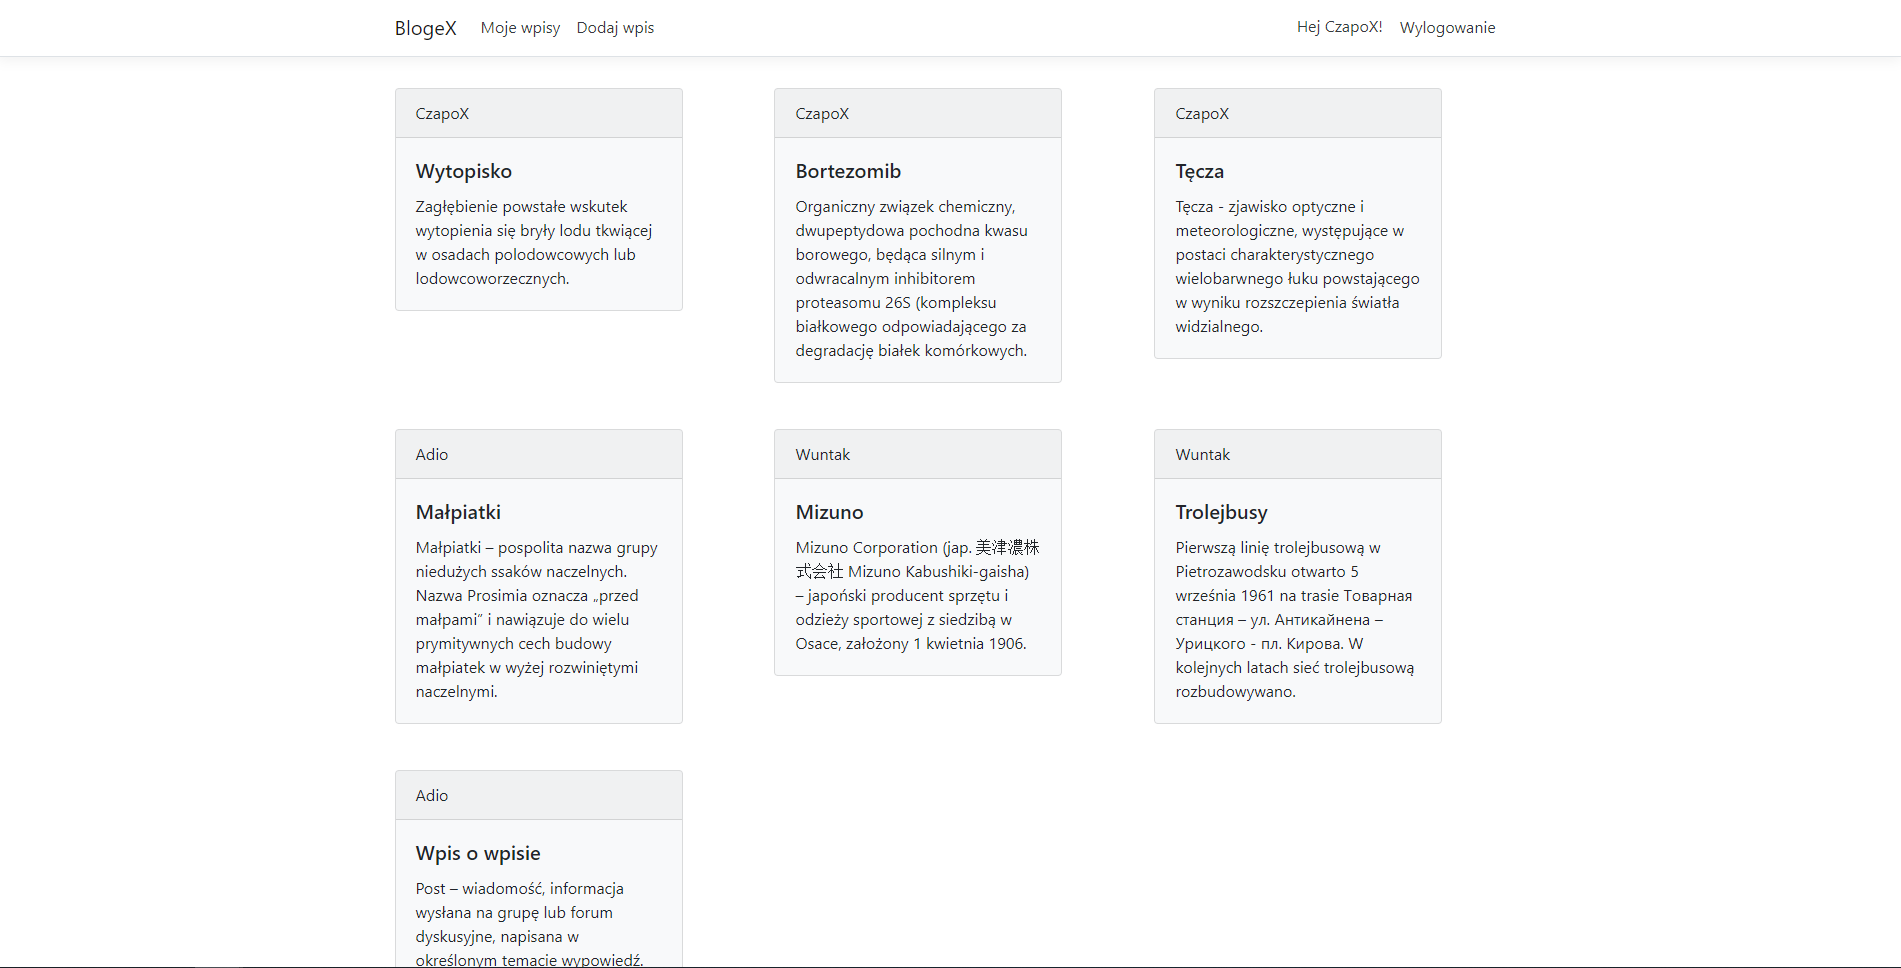 BlogeX Moje wpisy Dodaj wpis Hej CzapoX! Wylogowanie
CzapoX
Wytopisko
Zagłębienie powstałe wskutek
wytopienia się bryły lodu tkwiącej
w osadach polodowcowych lub
lodowcoworzecznych.
CzapoX
Bortezomib
Organiczny związek chemiczny,
dwupeptydowa pochodna kwasu
borowego, będąca silnym i
odwracalnym inhibitorem
proteasomu 26S (kompleksu
białkowego odpowiadającego za
degradację białek komórkowych.
CzapoX
Tęcza
Tęcza - zjawisko optyczne i
meteorologiczne, występujące w
postaci charakterystycznego
wielobarwnego łuku powstającego
w wyniku rozszczepienia światła
widzialnego.
Adio
Małpiatki
Małpiatki – pospolita nazwa grupy
niedużych ssaków naczelnych.
Nazwa Prosimia oznacza „przed
małpami” i nawiązuje do wielu
prymitywnych cech budowy
małpiatek w wyżej rozwiniętymi
naczelnymi.
Wuntak
Mizuno
Mizuno Corporation (jap. 美津濃株
式会社 Mizuno Kabushiki-gaisha)
– japoński producent sprzętu i
odzieży sportowej z siedzibą w
Osace, założony 1 kwietnia 1906.
Wuntak
Trolejbusy
Pierwszą linię trolejbusową w
Pietrozawodsku otwarto 5
września 1961 na trasie Товарная
станция – ул. Антикайнена –
Урицкого - пл. Кирова. W
kolejnych latach sieć trolejbusową
rozbudowywano.
Adio
Wpis o wpisie
Post – wiadomość, informacja
wysłana na grupę lub forum
dyskusyjne, napisana w
określonym temacie wypowiedź.